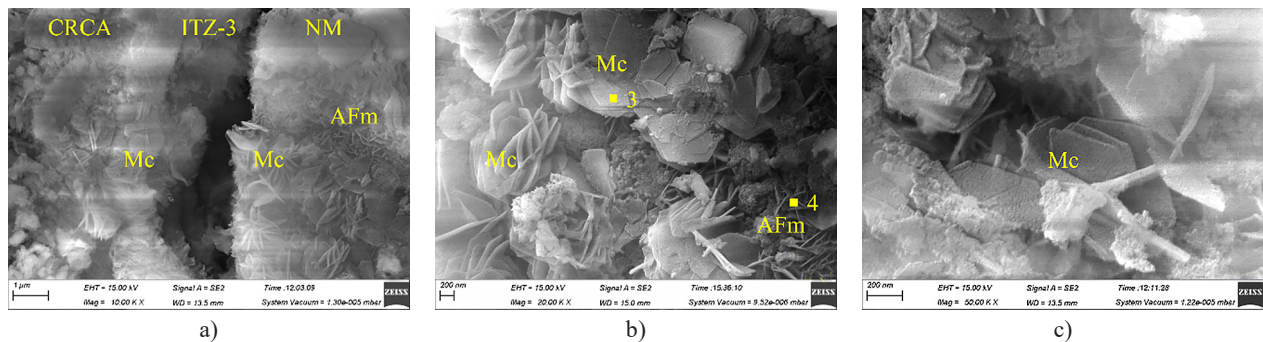 CRCA ITZ-3 NM
AFm
Mc Mc
1 μm EHT = 15.00 kV Signal A = SE2 Time :12:03:09 ZEISS
Mag = 10.00 K X WD = 13.5 mm System Vacuum = 1.30e-005 mbar
a)
Mc
3
Mc
4
AFm
200 nm EHT = 15.00 kV Signal A = SE2 Time :15:36:10 ZEISS
Mag = 20.00 K X WD = 15.0 mm System Vacuum = 9.52e-006 mbar
b)
Mc
200 nm EHT = 15.00 kV Signal A = SE2 Time :12:11:28 ZEISS
Mag = 50.00 K X WD = 13.5 mm System Vacuum = 1.22e-005 mbar
c)